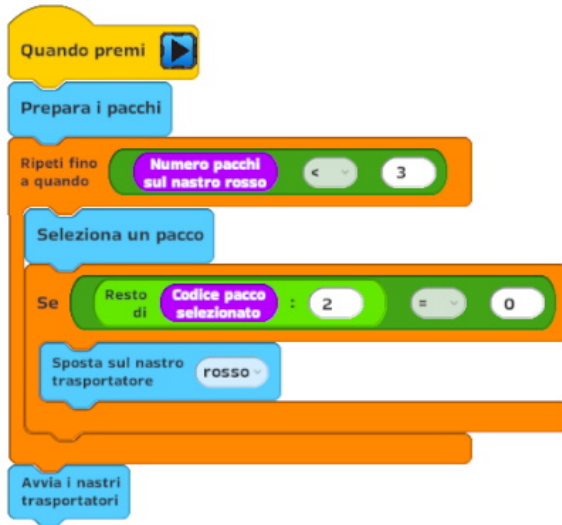 Quando premi
Prepara i pacchi
Ripeti fino
a quando
Numero pacchi
sul nastro rosso
< 3
Seleziona un pacco
Se
Resto
di
Codice pacco
selezionato
: 2 = 0
Sposta sul nastro
trasportatore
rosso
Avvia i nastri
trasportatori